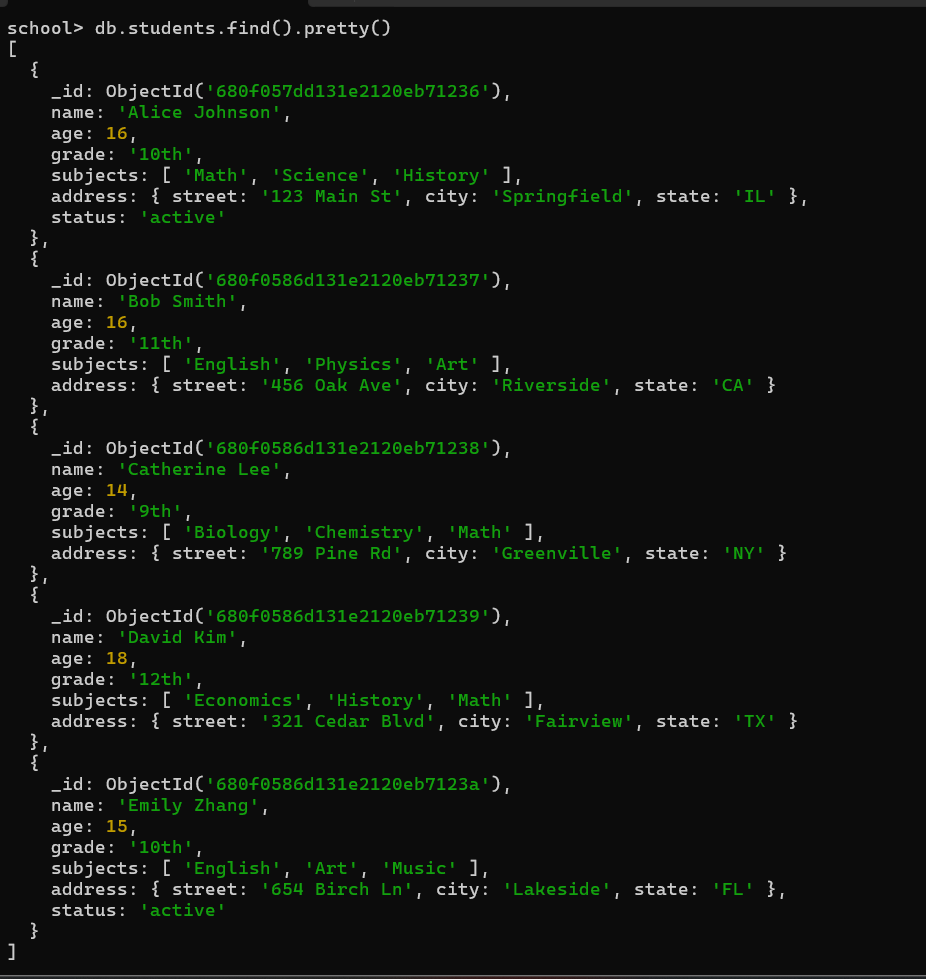 school> db.students.find().pretty()
[
  {
    _id: ObjectId('680f057dd131e2120eb71236'),
    name: 'Alice Johnson',
    age: 16,
    grade: '10th',
    subjects: [ 'Math', 'Science', 'History' ],
    address: { street: '123 Main St', city: 'Springfield', state: 'IL' },
    status: 'active'
  },
  {
    _id: ObjectId('680f0586d131e2120eb71237'),
    name: 'Bob Smith',
    age: 16,
    grade: '11th',
    subjects: [ 'English', 'Physics', 'Art' ],
    address: { street: '456 Oak Ave', city: 'Riverside', state: 'CA' }
  },
  {
    _id: ObjectId('680f0586d131e2120eb71238'),
    name: 'Catherine Lee',
    age: 14,
    grade: '9th',
    subjects: [ 'Biology', 'Chemistry', 'Math' ],
    address: { street: '789 Pine Rd', city: 'Greenville', state: 'NY' }
  },
  {
    _id: ObjectId('680f0586d131e2120eb71239'),
    name: 'David Kim',
    age: 18,
    grade: '12th',
    subjects: [ 'Economics', 'History', 'Math' ],
    address: { street: '321 Cedar Blvd', city: 'Fairview', state: 'TX' }
  },
  {
    _id: ObjectId('680f0586d131e2120eb7123a'),
    name: 'Emily Zhang',
    age: 15,
    grade: '10th',
    subjects: [ 'English', 'Art', 'Music' ],
    address: { street: '654 Birch Ln', city: 'Lakeside', state: 'FL' },
    status: 'active'
  }
]